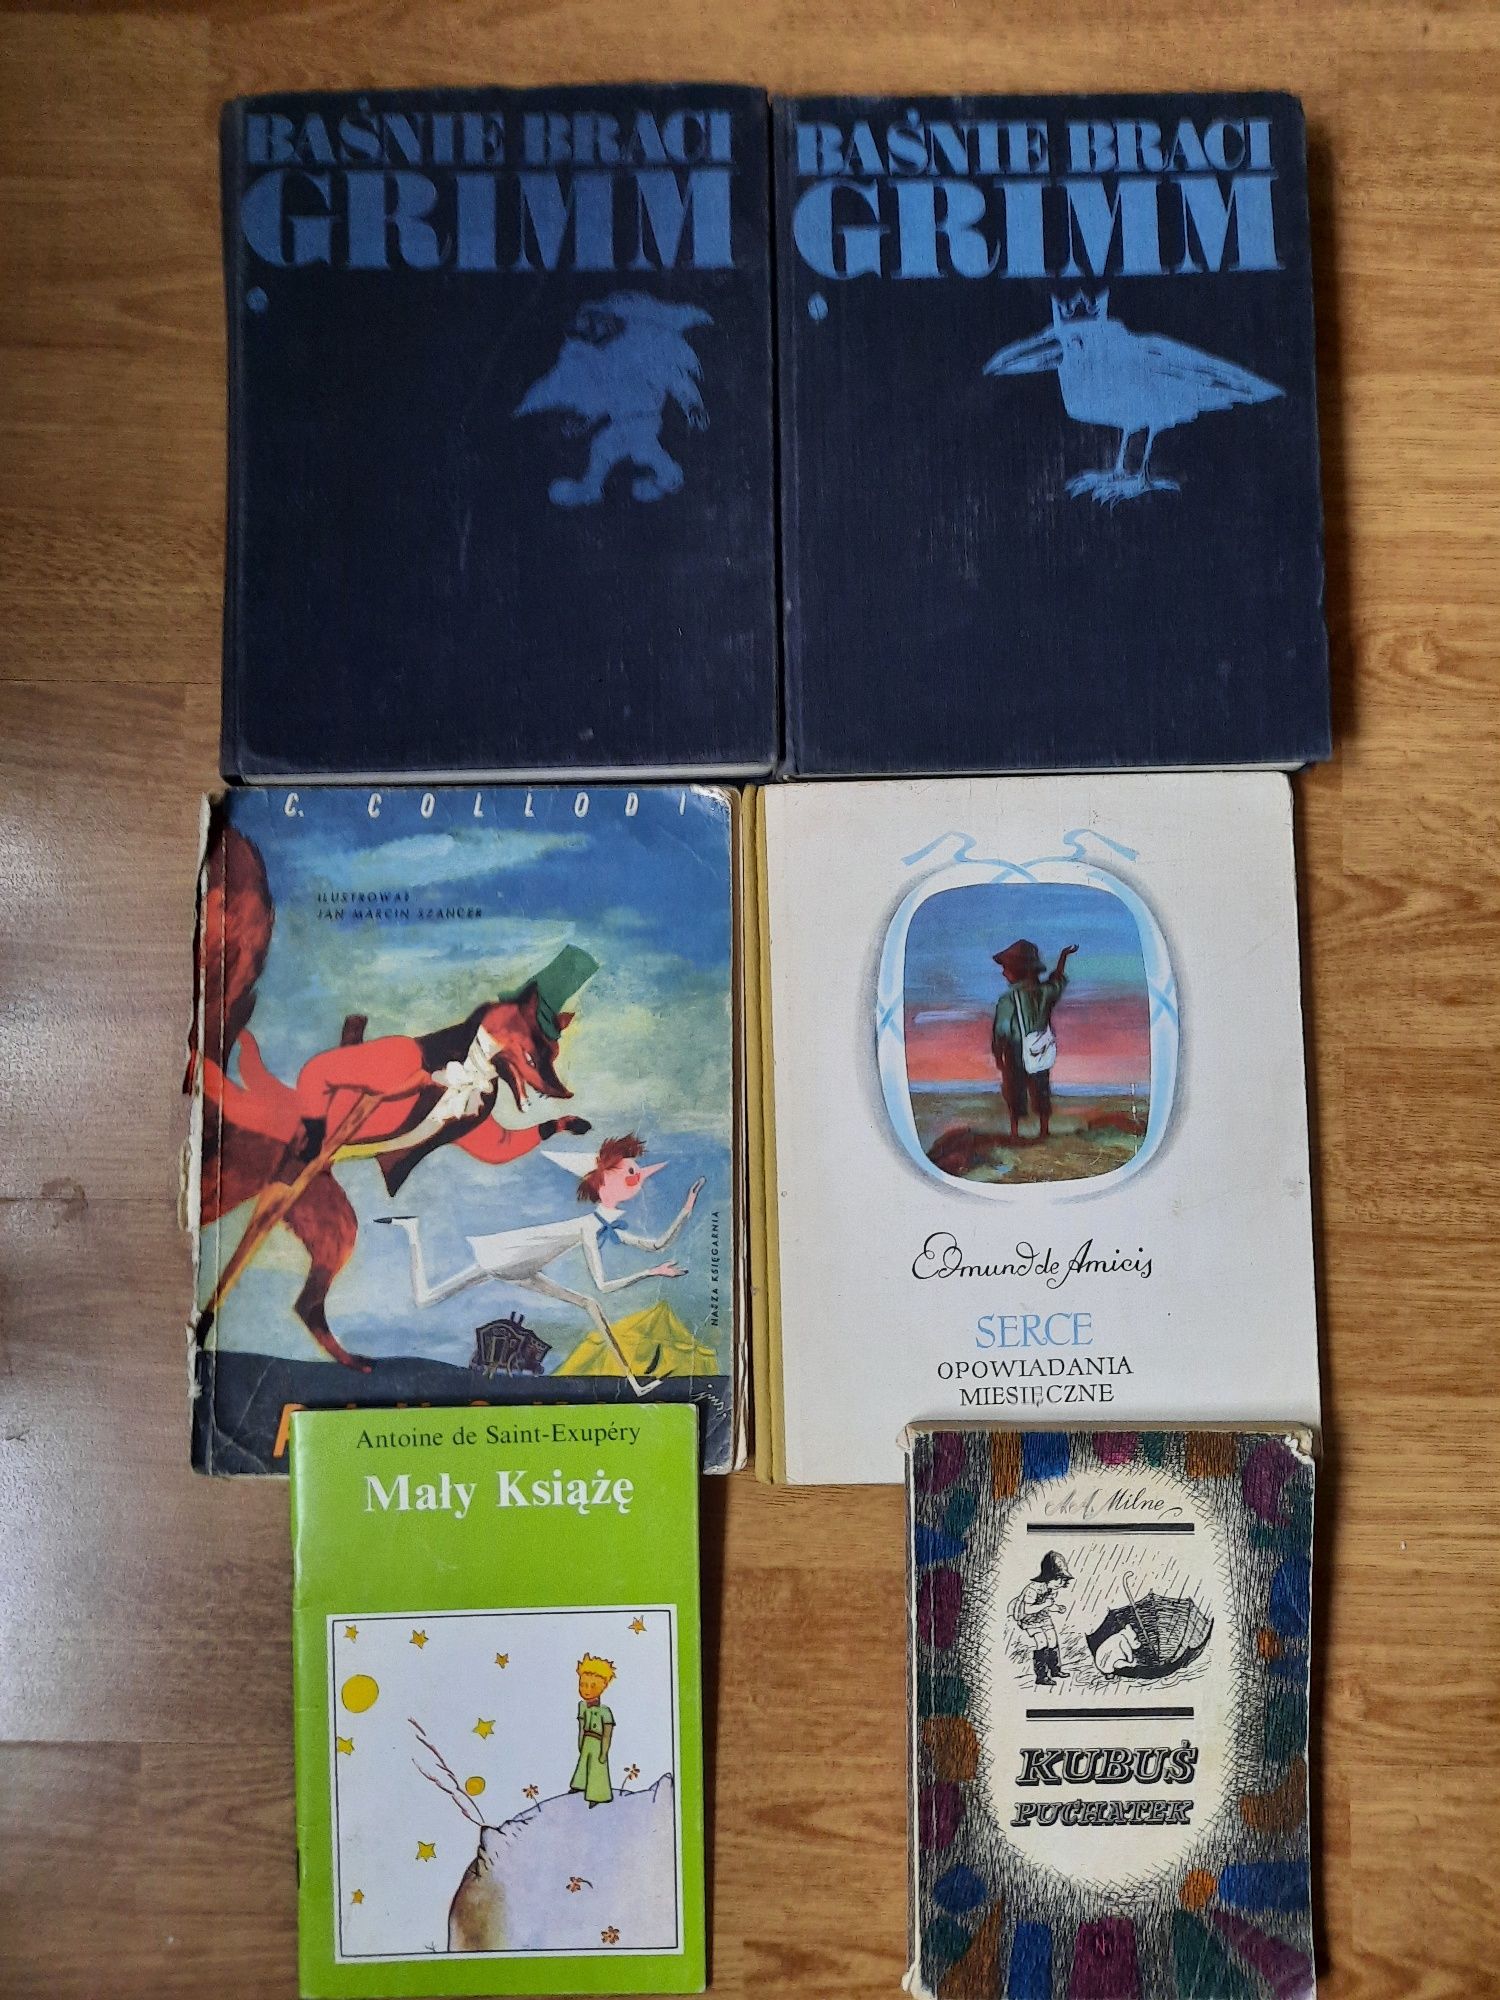 BAŚNIE BRACI
GRIMM
BAŚNIE BRACI
GRIMM
C. COLLODI
ILUSTROWAŁ
JAN MARCIN SZANCER
NASZA KSIĘGARNIA
jms
Edmund de Amicis
SERCE
OPOWIADANIA
MIESIĘCZNE
Antoine de Saint-Exupéry
Mały Książę
A.A. Milne
KUBUŚ
PUCHATEK